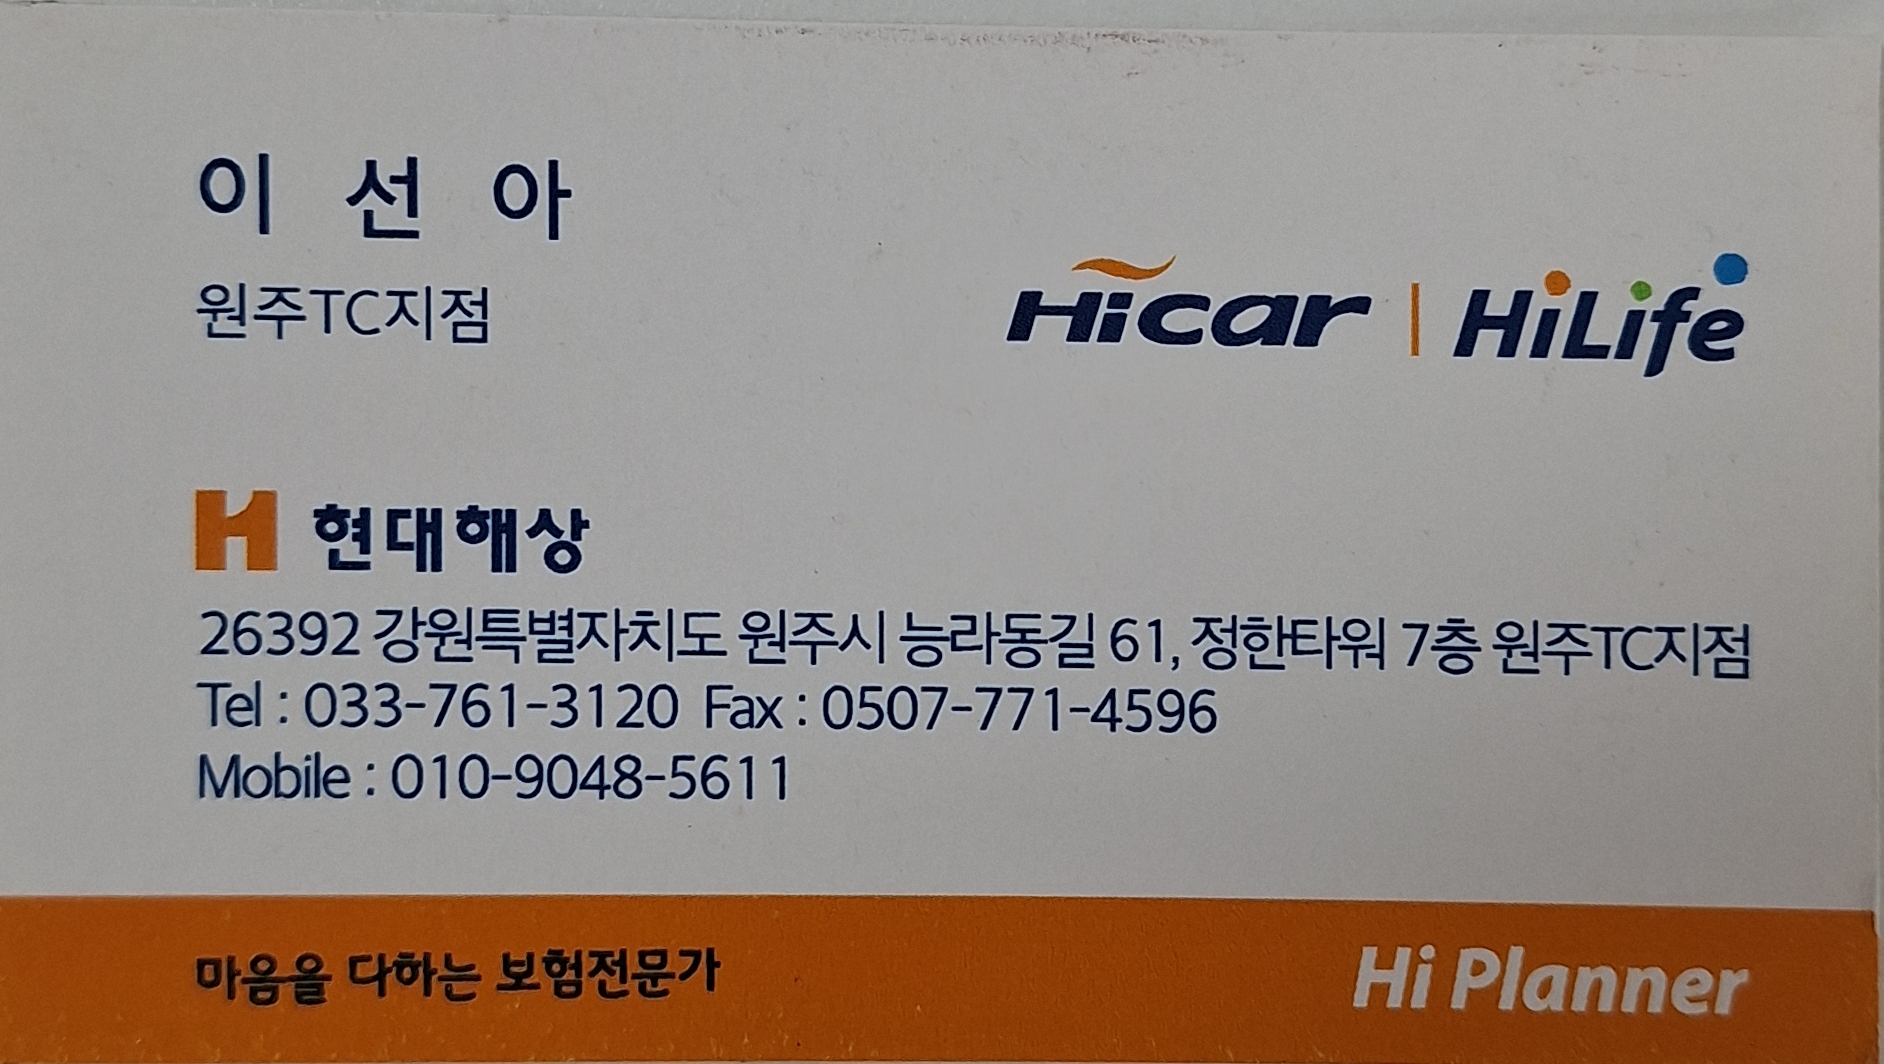 이 선 아
원주TC지점
Hicar | HiLife
현대해상
26392 강원특별자치도 원주시 능라동길 61, 정한타워 7층 원주TC지점
Tel : 033-761-3120 Fax : 0507-771-4596
Mobile : 010-9048-5611
마음을 다하는 보험전문가
Hi Planner